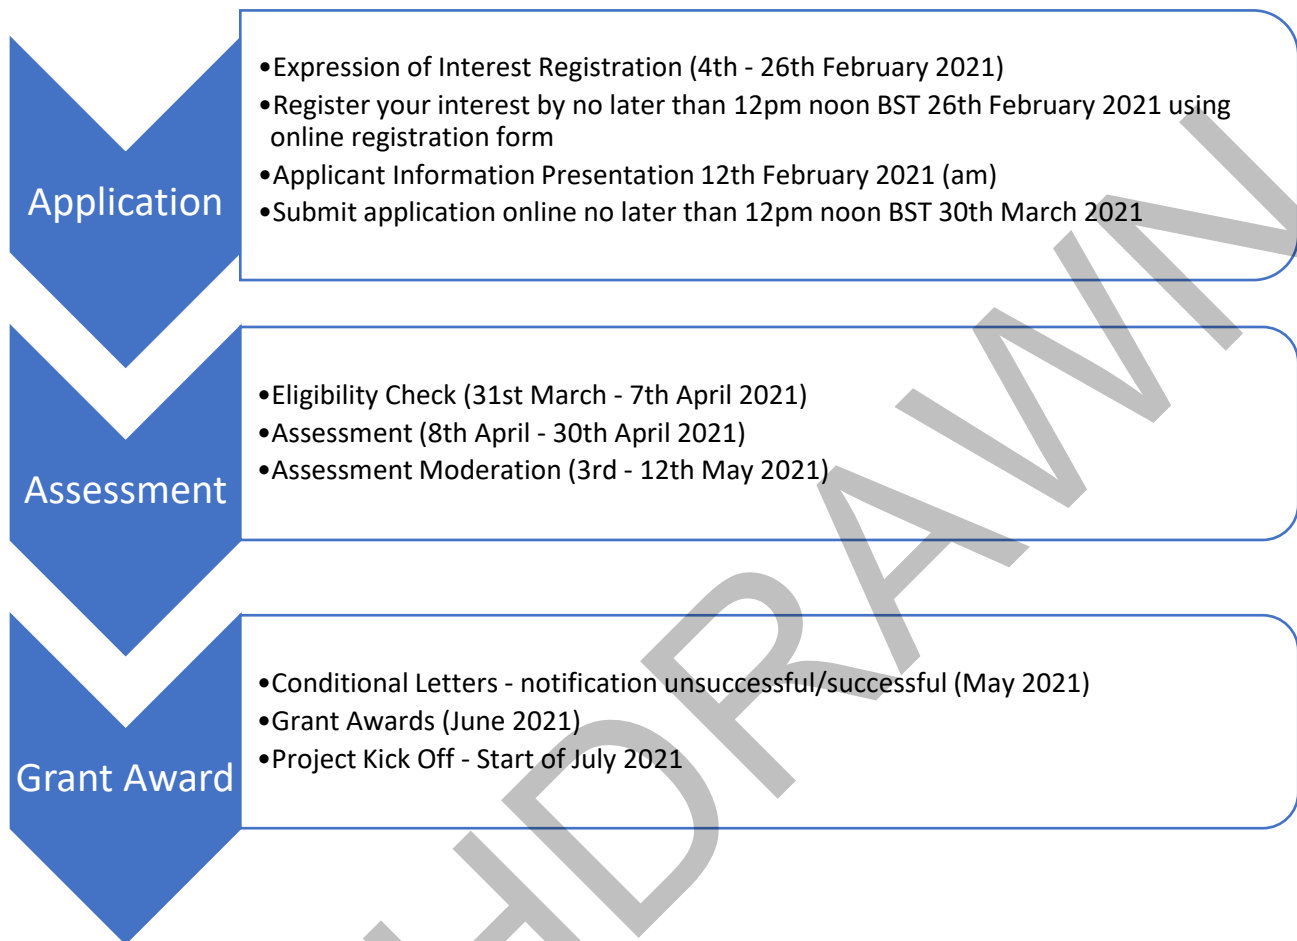 Application
•Expression of Interest Registration (4th - 26th February 2021)
•Register your interest by no later than 12pm noon BST 26th February 2021 using
online registration form
•Applicant Information Presentation 12th February 2021 (am)
•Submit application online no later than 12pm noon BST 30th March 2021
Assessment
•Eligibility Check (31st March - 7th April 2021)
•Assessment (8th April - 30th April 2021)
•Assessment Moderation (3rd - 12th May 2021)
Grant Award
•Conditional Letters - notification unsuccessful/successful (May 2021)
•Grant Awards (June 2021)
•Project Kick Off - Start of July 2021
HDRAWN